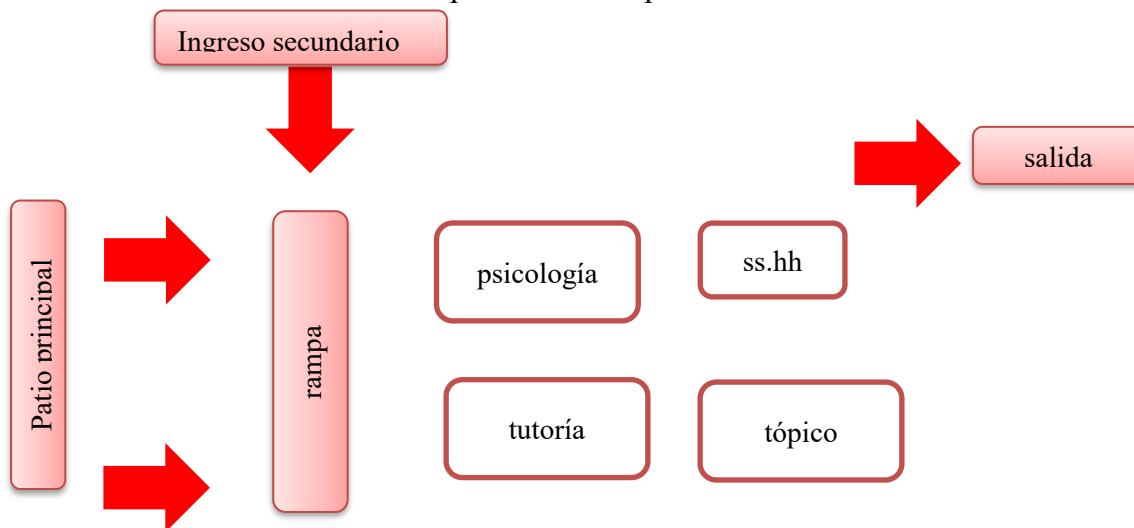 Ingreso secundario
salida
Patio principal
rampa
psicología
ss.hh
tutoría
tópico